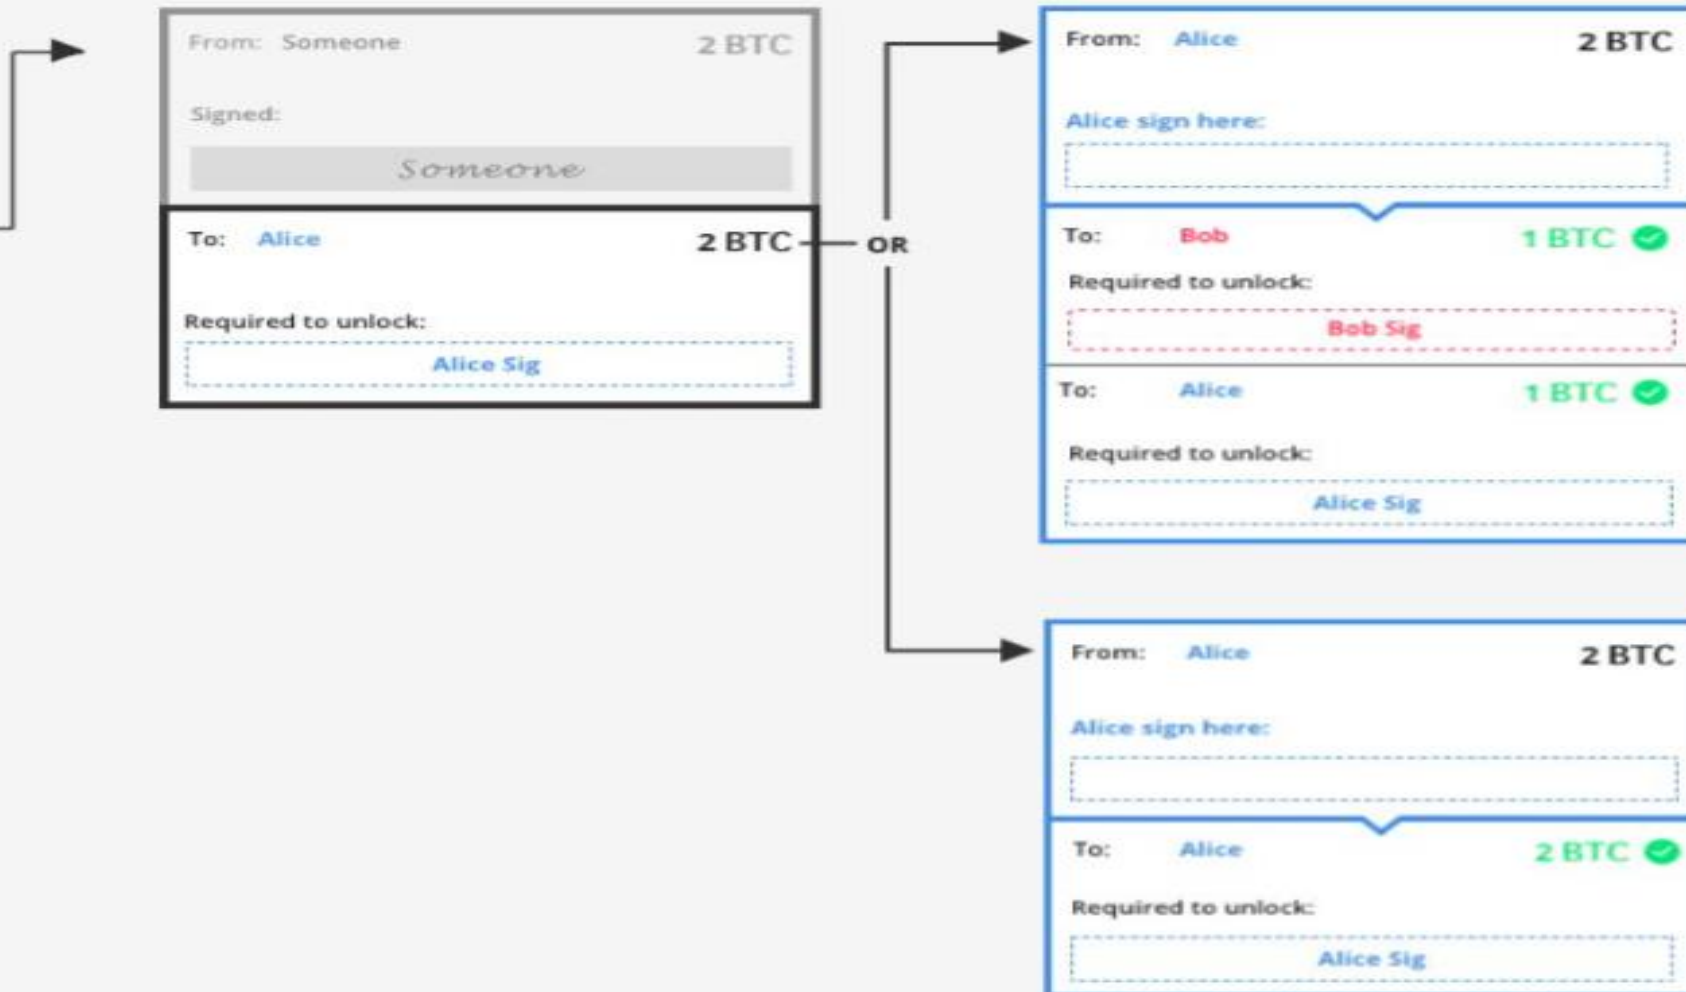 From: Someone 2 BTC
Signed:
Someone
To: Alice 2 BTC
Required to unlock:
Alice Sig
OR
From: Alice 2 BTC
Alice sign here:
To: Bob 1 BTC
Required to unlock:
Bob Sig
To: Alice 1 BTC
Required to unlock:
Alice Sig
From: Alice 2 BTC
Alice sign here:
To: Alice 2 BTC
Required to unlock:
Alice Sig